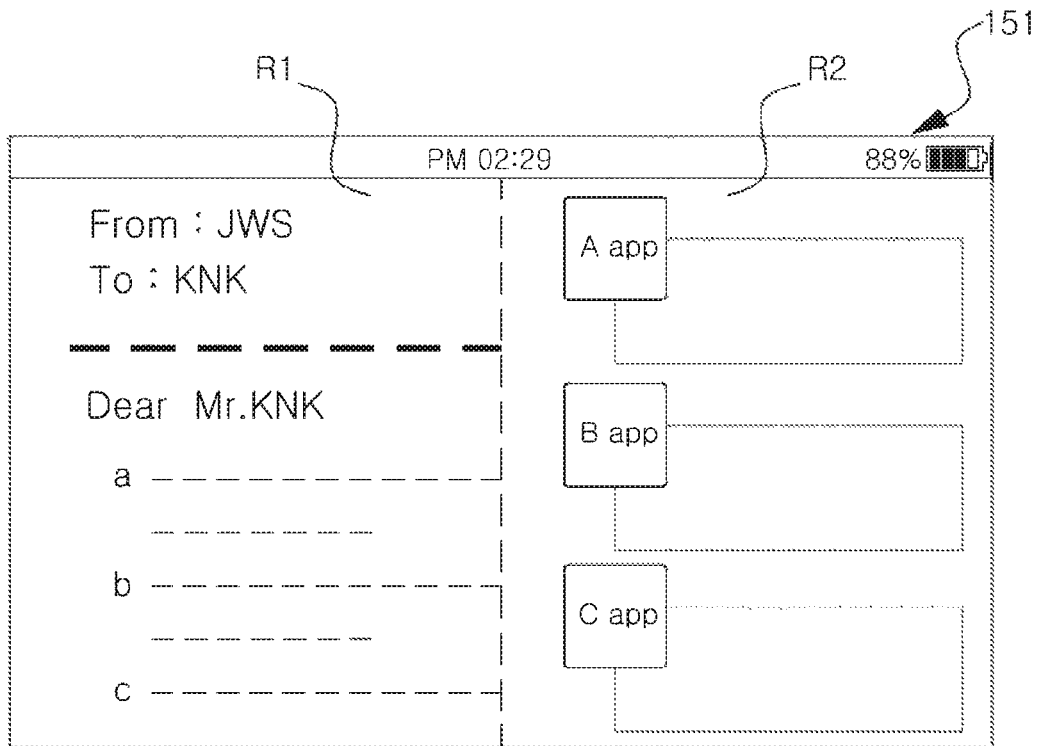 151
R1
R2
PM 02:29
88%
From : JWS
To : KNK
Dear Mr.KNK
a
b
c
A app
B app
C app